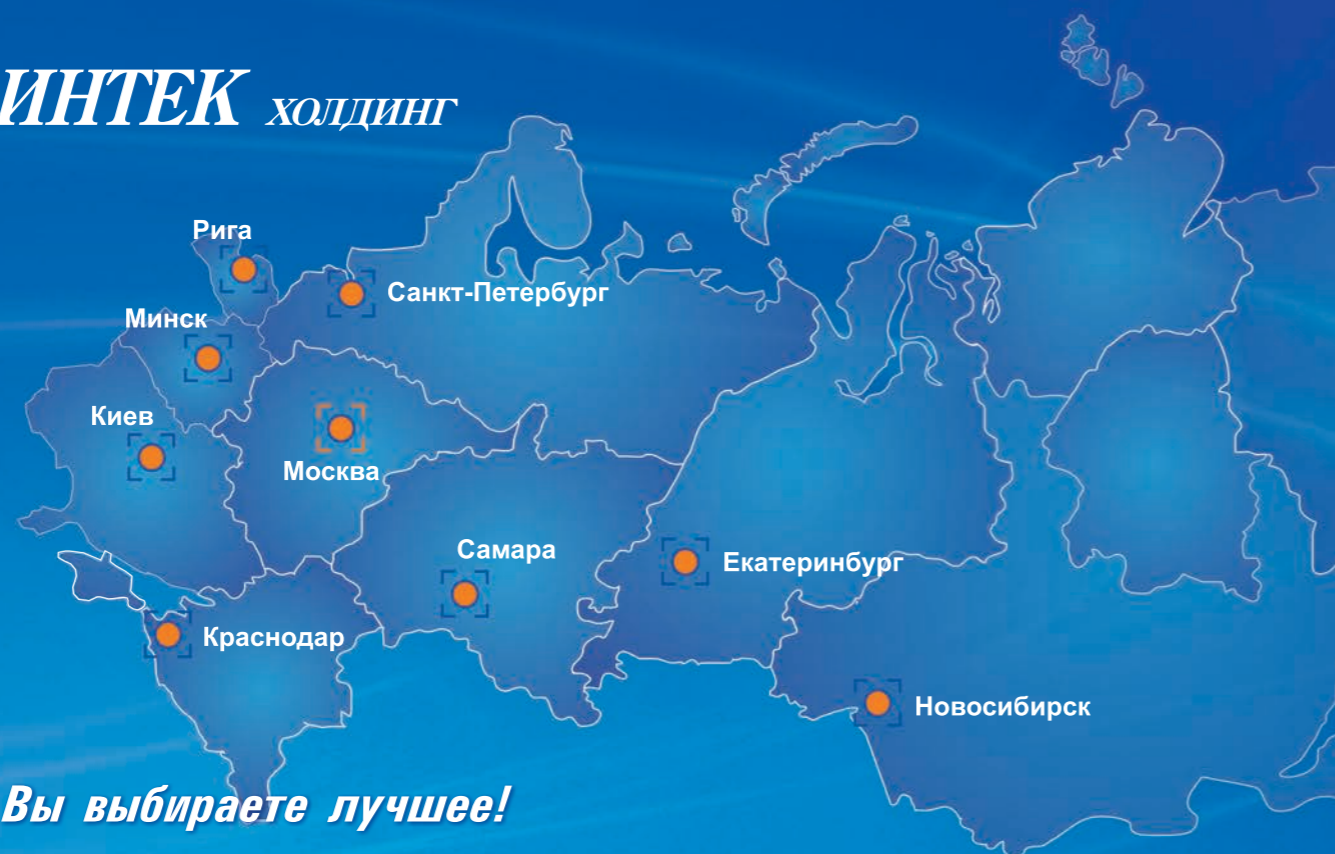 ИНТЕК холдинг
Рига
Санкт-Петербург
Минск
Киев
Москва
Самара
Екатеринбург
Краснодар
Новосибирск
Вы выбираете лучшее!